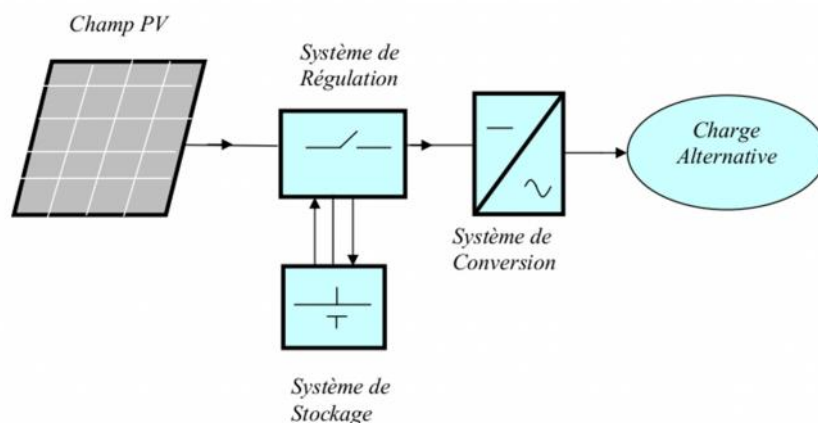 Champ PV
Système de
Régulation
Charge
Alternative
Système de
Conversion
Système de
Stockage